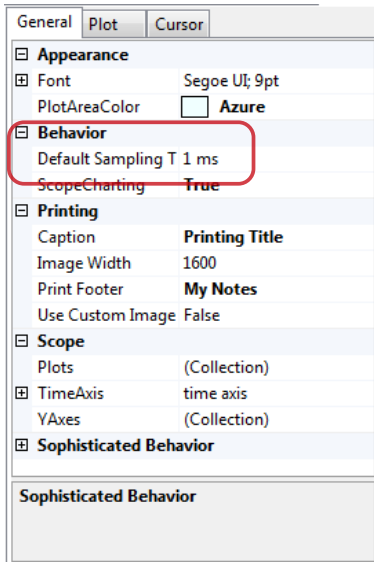 General Plot Cursor
Appearance
Font Segoe UI; 9pt
PlotAreaColor Azure
Behavior
Default Sampling T 1 ms
ScopeCharting True
Printing
Caption Printing Title
Image Width 1600
Print Footer My Notes
Use Custom Image False
Scope
Plots (Collection)
TimeAxis time axis
YAxes (Collection)
Sophisticated Behavior
Sophisticated Behavior